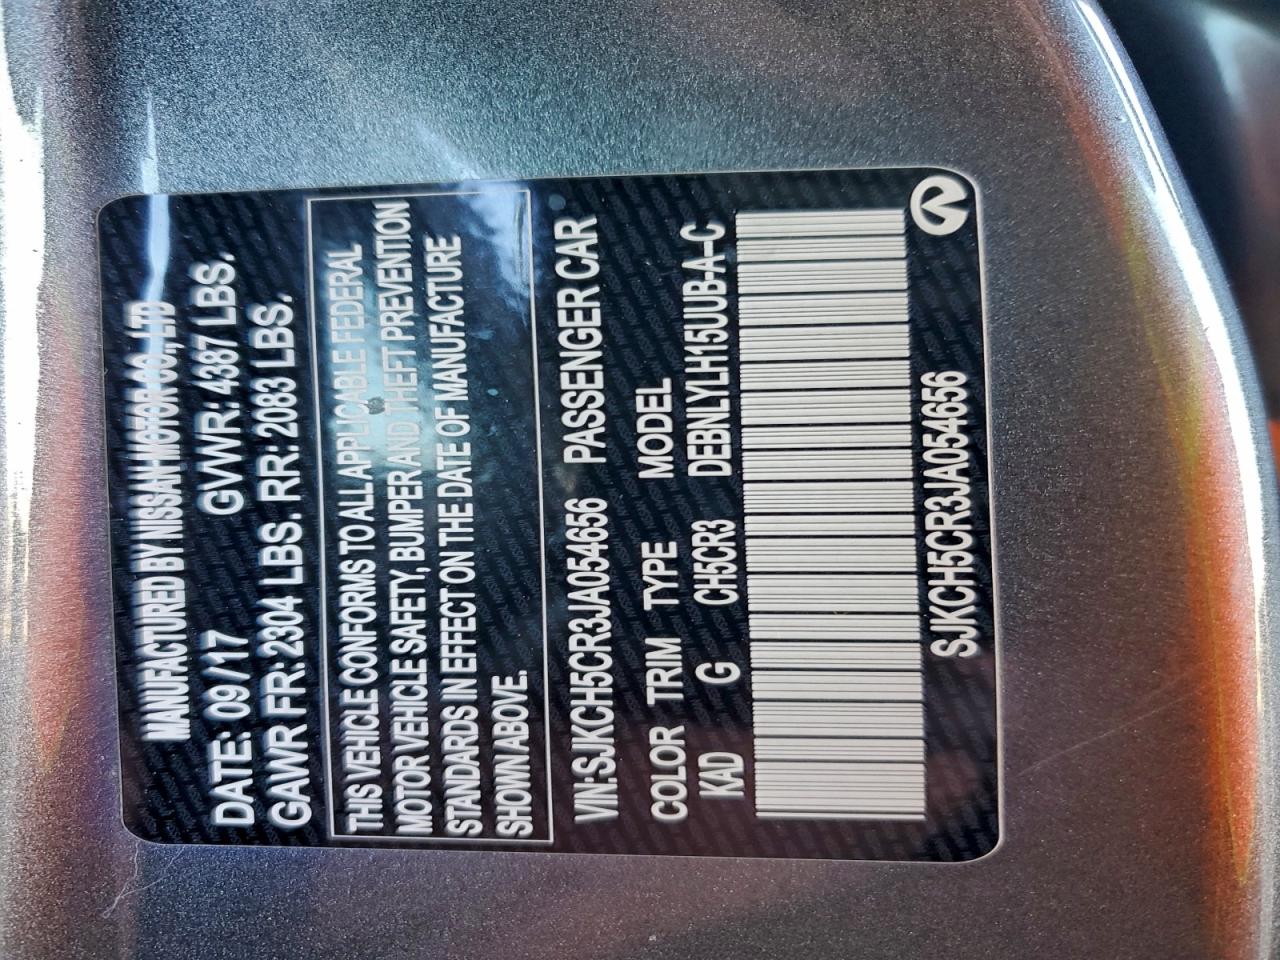 MANUFACTURED BY NISSAN MOTOR CO., LTD
DATE: 09/17 GVWR: 4387 LBS.
GAWR FR: 2304 LBS. RR: 2083 LBS.
THIS VEHICLE CONFORMS TO ALL APPLICABLE FEDERAL
MOTOR VEHICLE SAFETY, BUMPER AND THEFT PREVENTION
STANDARDS IN EFFECT ON THE DATE OF MANUFACTURE
SHOWN ABOVE.
VIN: SJKCH5CR3JA054656 PASSENGER CAR
COLOR TRIM TYPE MODEL
KAD G CH5CR3 DEBNLYLH15UUB-A--C
SJKCH5CR3JA054656